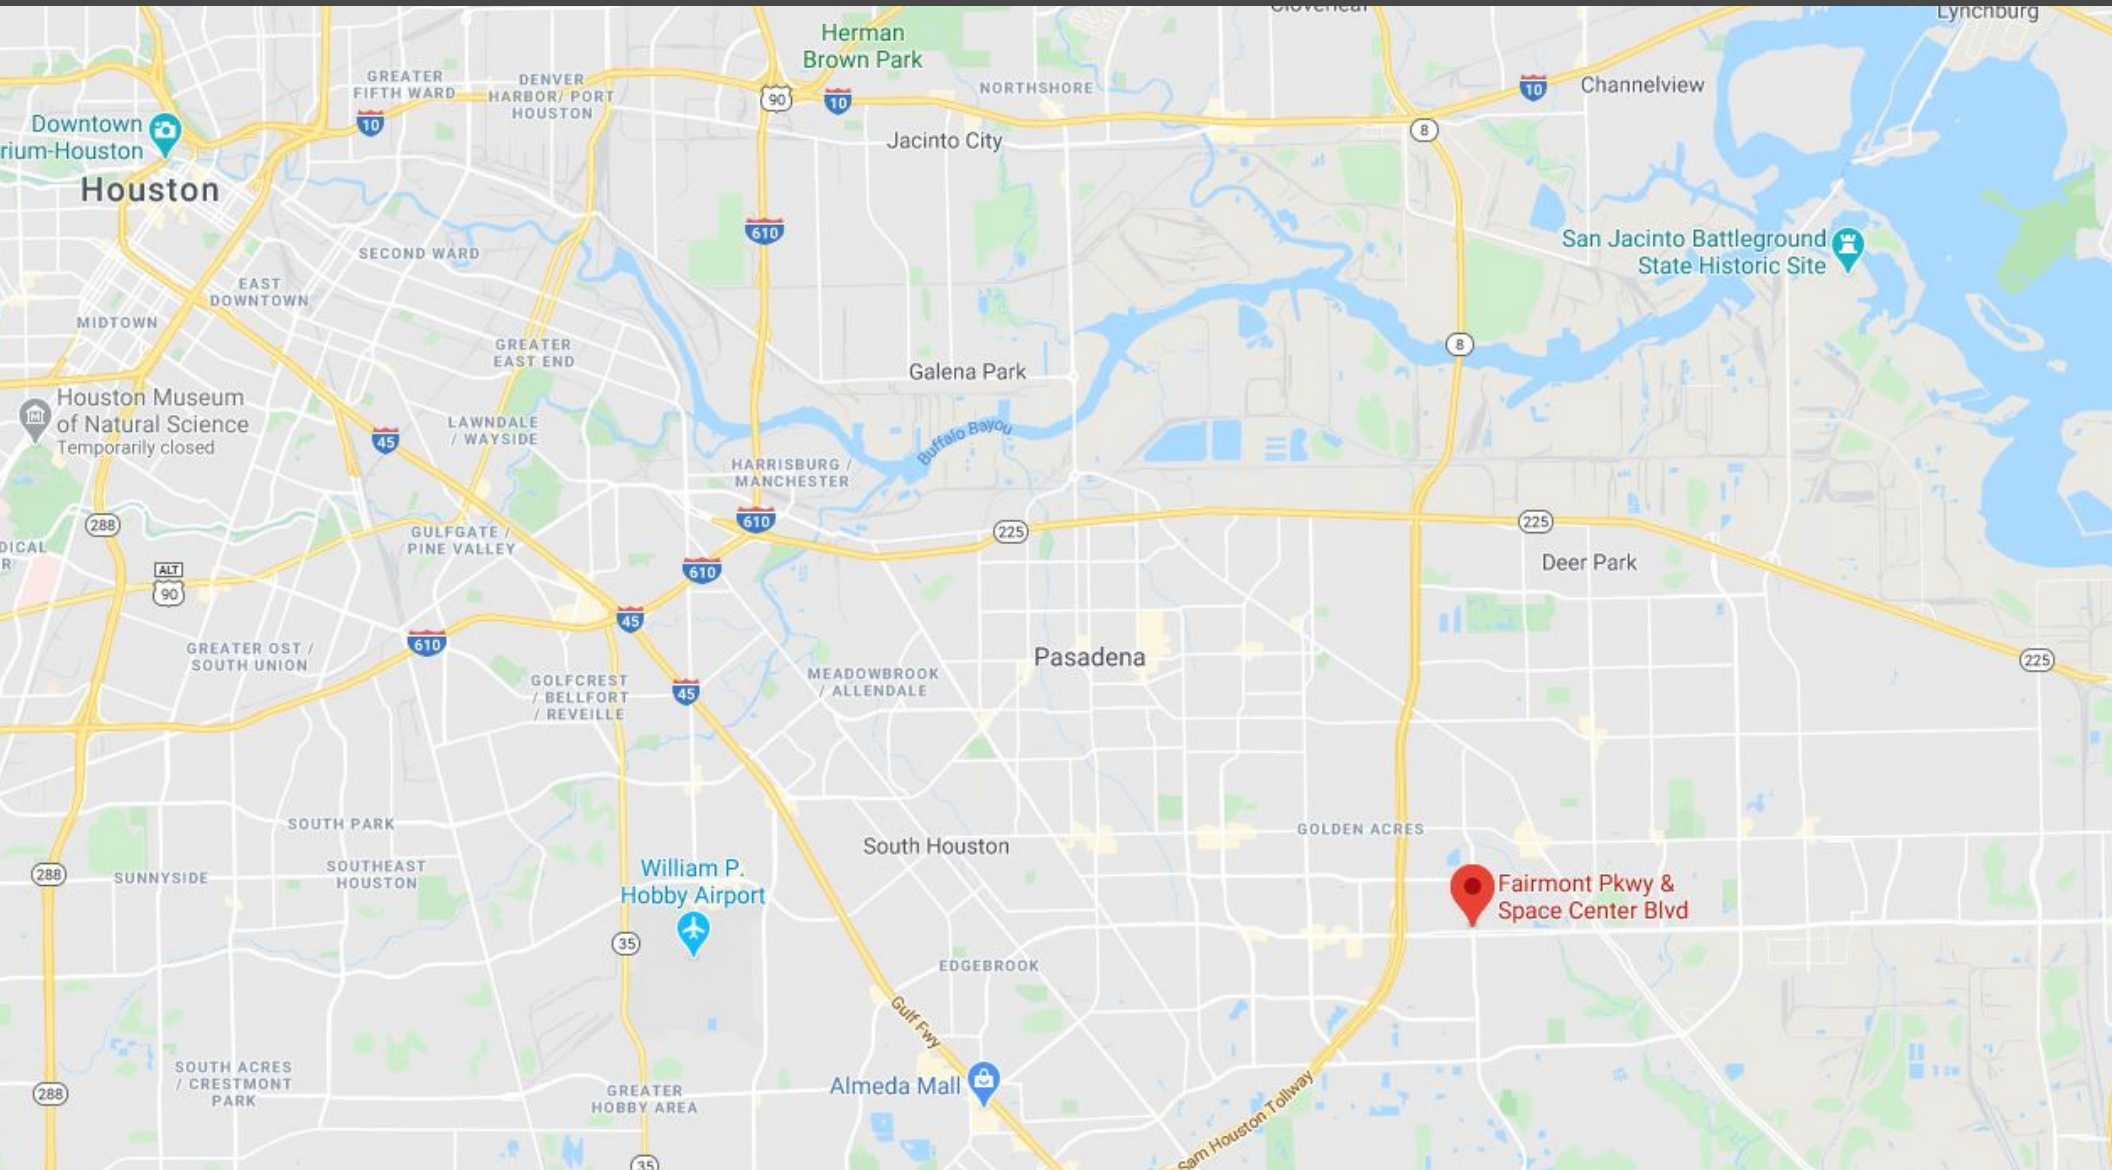 Cloverleaf
Lynchburg
Herman
Brown Park
GREATER
FIFTH WARD
DENVER
HARBOR/ PORT
HOUSTON
90
10
NORTHSHORE
10
Channelview
10
8
Downtown
rium-Houston
Jacinto City
Houston
610
San Jacinto Battleground
State Historic Site
SECOND WARD
EAST
DOWNTOWN
MIDTOWN
GREATER
EAST END
8
Galena Park
Houston Museum
of Natural Science
Temporarily closed
45
LAWNDALE
/ WAYSIDE
Buffalo Bayou
HARRISBURG /
MANCHESTER
288
610
225
225
GULFGATE /
PINE VALLEY
DICAL
R
ALT
90
610
Deer Park
45
610
GREATER OST /
SOUTH UNION
Pasadena
225
GOLFCREST
/ BELLFORT
/ REVEILLE
45
MEADOWBROOK
/ ALLENDALE
SOUTH PARK
GOLDEN ACRES
South Houston
288
SUNNYSIDE
SOUTHEAST
HOUSTON
William P.
Hobby Airport
Fairmont Pkwy &
Space Center Blvd
35
EDGEBROOK
Gulf Fwy
SOUTH ACRES
/ CRESTMONT
PARK
288
GREATER
HOBBY AREA
Almeda Mall
Sam Houston Tollway
35